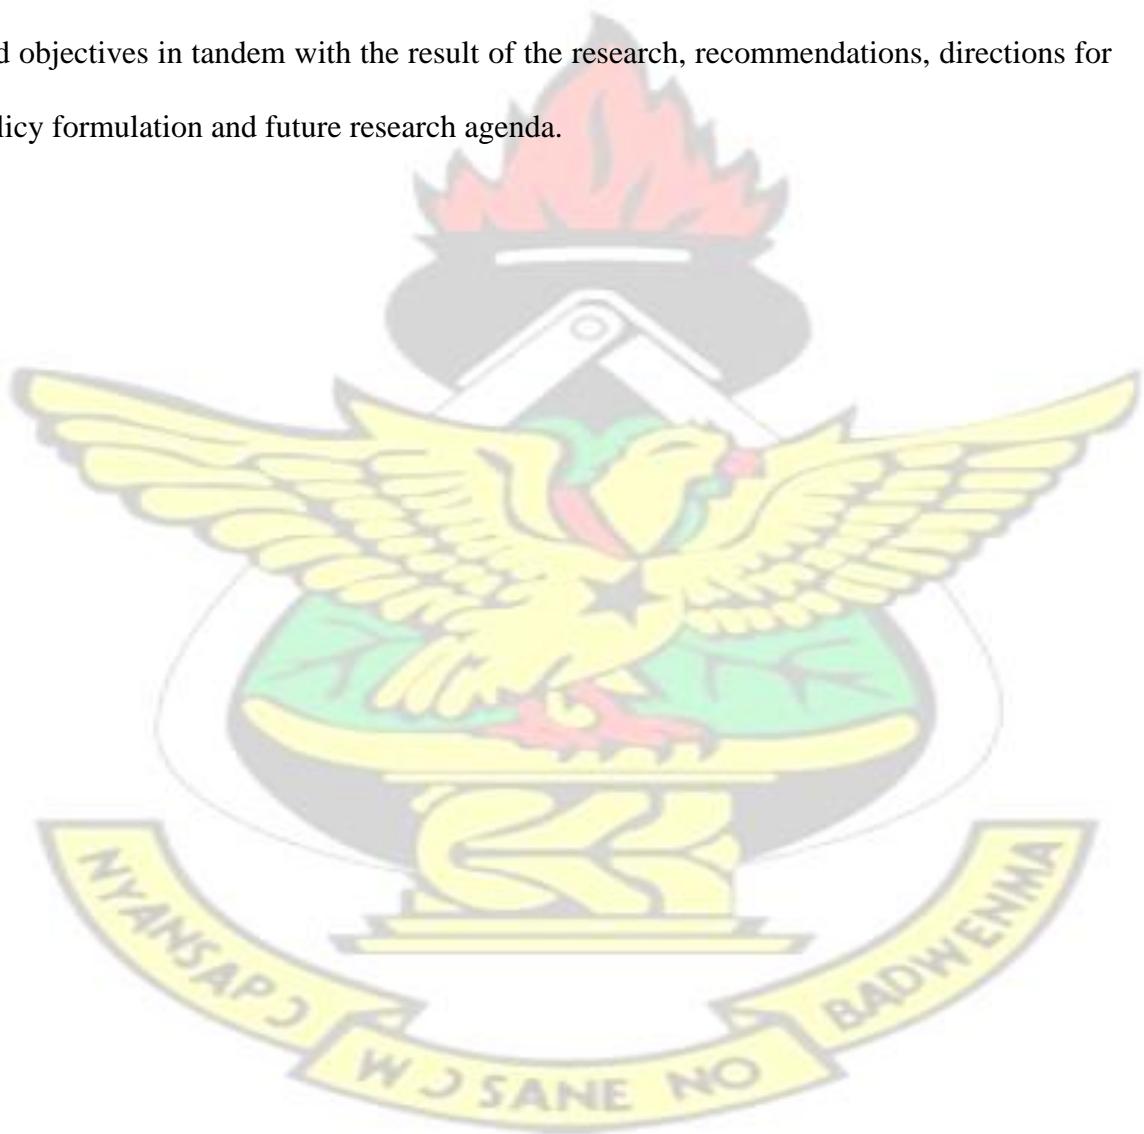 d objectives in tandem with the result of the research, recommendations, directions for
licy formulation and future research agenda.
NYANSAPƆ
WƆSANE NO
BADWENMA